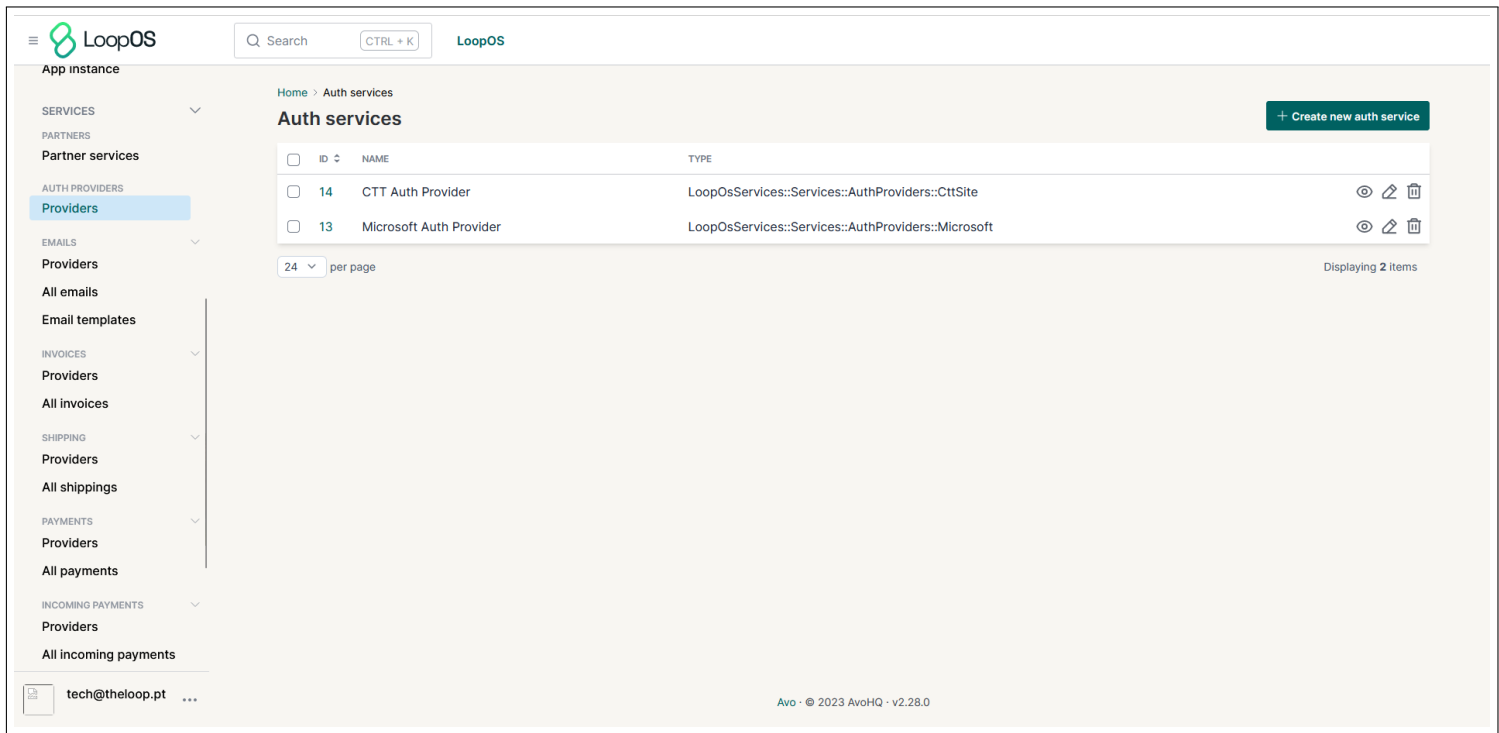 LoopOS
Search
CTRL + K
LoopOS
App instance
SERVICES
PARTNERS
Partner services
AUTH PROVIDERS
Providers
EMAILS
Providers
All emails
Email templates
INVOICES
Providers
All invoices
SHIPPING
Providers
All shippings
PAYMENTS
Providers
All payments
INCOMING PAYMENTS
Providers
All incoming payments
tech@theloop.pt
Home > Auth services
Auth services
+ Create new auth service
ID NAME TYPE
14 CTT Auth Provider LoopOsServices::Services::AuthProviders::CttSite
13 Microsoft Auth Provider LoopOsServices::Services::AuthProviders::Microsoft
24 per page
Displaying 2 items
Avo · © 2023 AvoHQ · v2.28.0